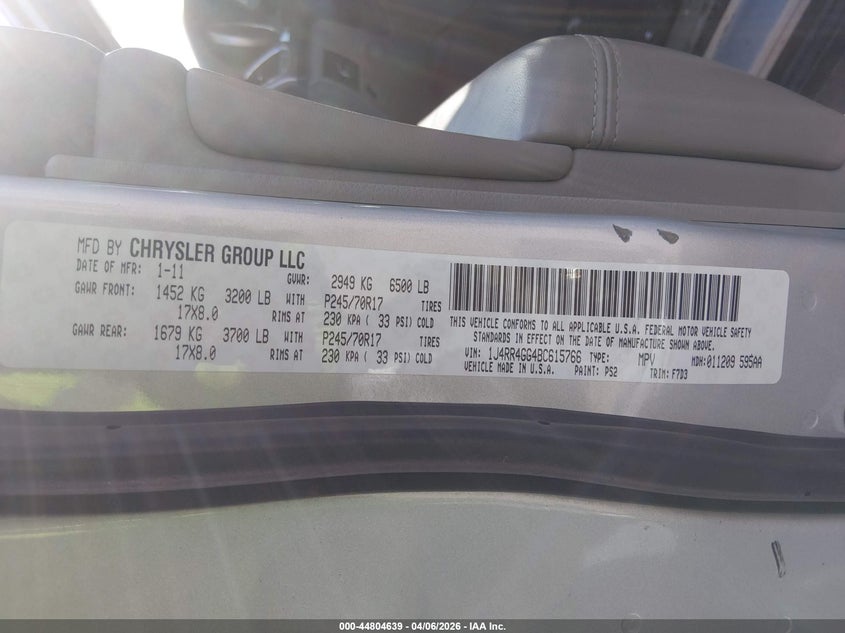 MFD BY CHRYSLER GROUP LLC
DATE OF MFR: 1-11 GVWR: 2949 KG 6500 LB
GAWR FRONT: 1452 KG 3200 LB WITH P245/70R17 TIRES
17X8.0 RIMS AT 230 KPA ( 33 PSI) COLD
GAWR REAR: 1679 KG 3700 LB WITH P245/70R17 TIRES
17X8.0 RIMS AT 230 KPA ( 33 PSI) COLD
THIS VEHICLE CONFORMS TO ALL APPLICABLE U.S.A. FEDERAL MOTOR VEHICLE SAFETY
STANDARDS IN EFFECT ON THE DATE OF MANUFACTURE SHOWN ABOVE.
VIN: 1J4RR4GG4BC615766 TYPE: MPV MDH:011209 595AA
VEHICLE MADE IN U.S.A. PAINT: PS2 TRIM: F7D3
000-44804639 - 04/06/2026 - IAA Inc.